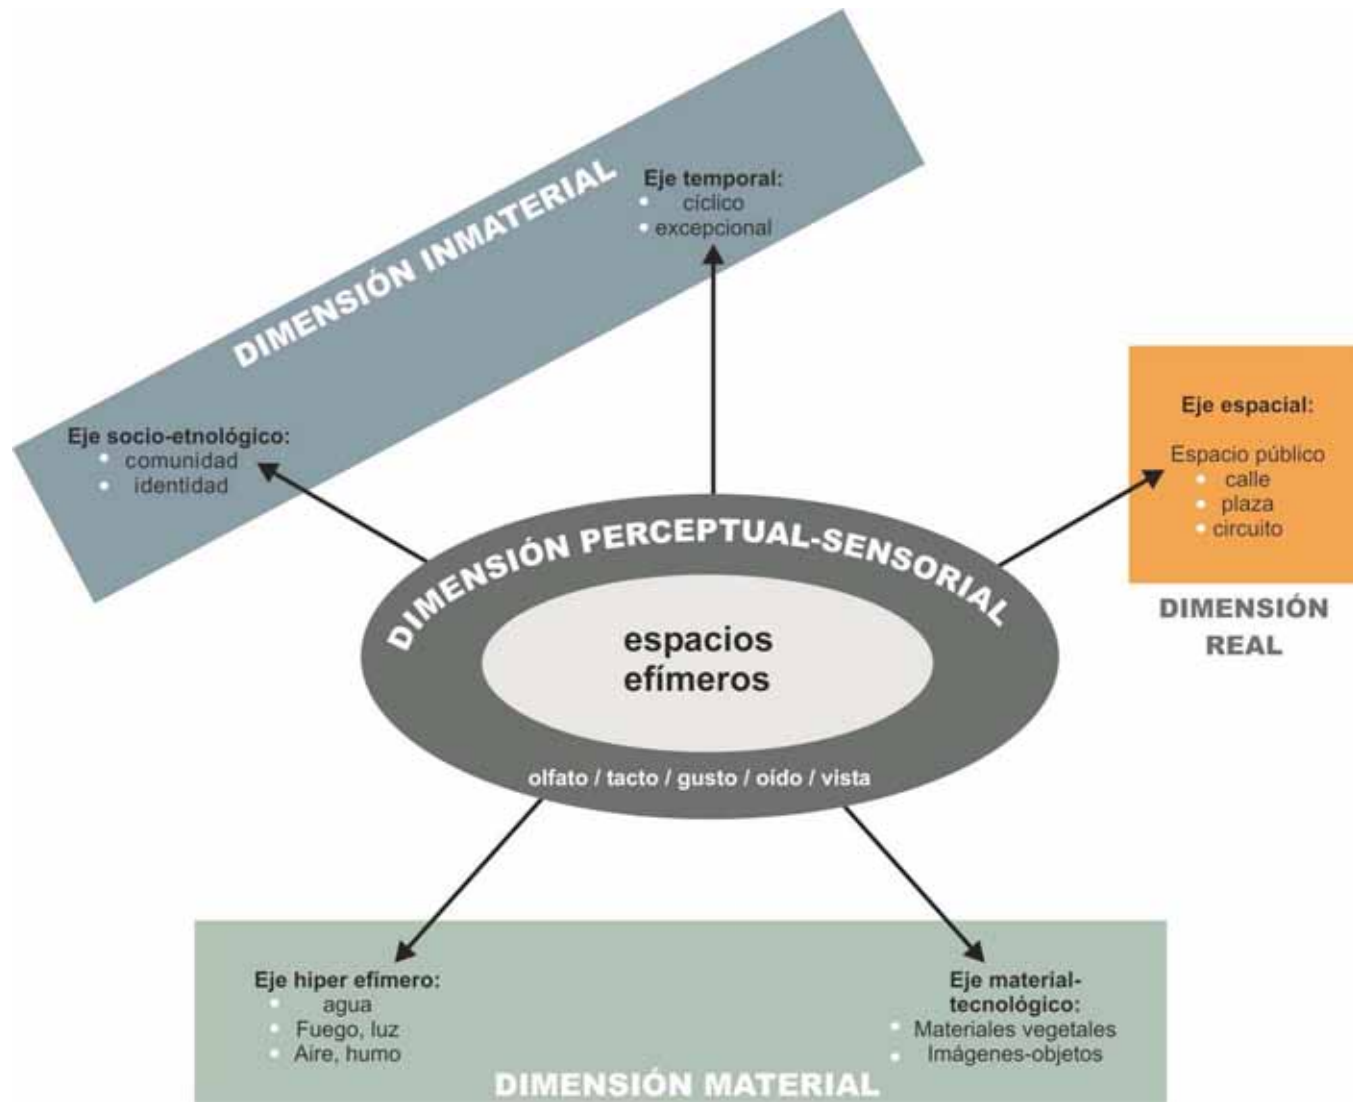 DIMENSIÓN INMATERIAL
Eje temporal:
cíclico
excepcional
Eje socio-etnológico:
comunidad
identidad
Eje espacial:
Espacio público
calle
plaza
circuito
DIMENSIÓN
REAL
DIMENSIÓN PERCEPTUAL-SENSORIAL
espacios
efímeros
olfato / tacto / gusto / oído / vista
Eje hiper efímero:
agua
Fuego, luz
Aire, humo
Eje material-
tecnológico:
Materiales vegetales
Imágenes-objetos
DIMENSIÓN MATERIAL